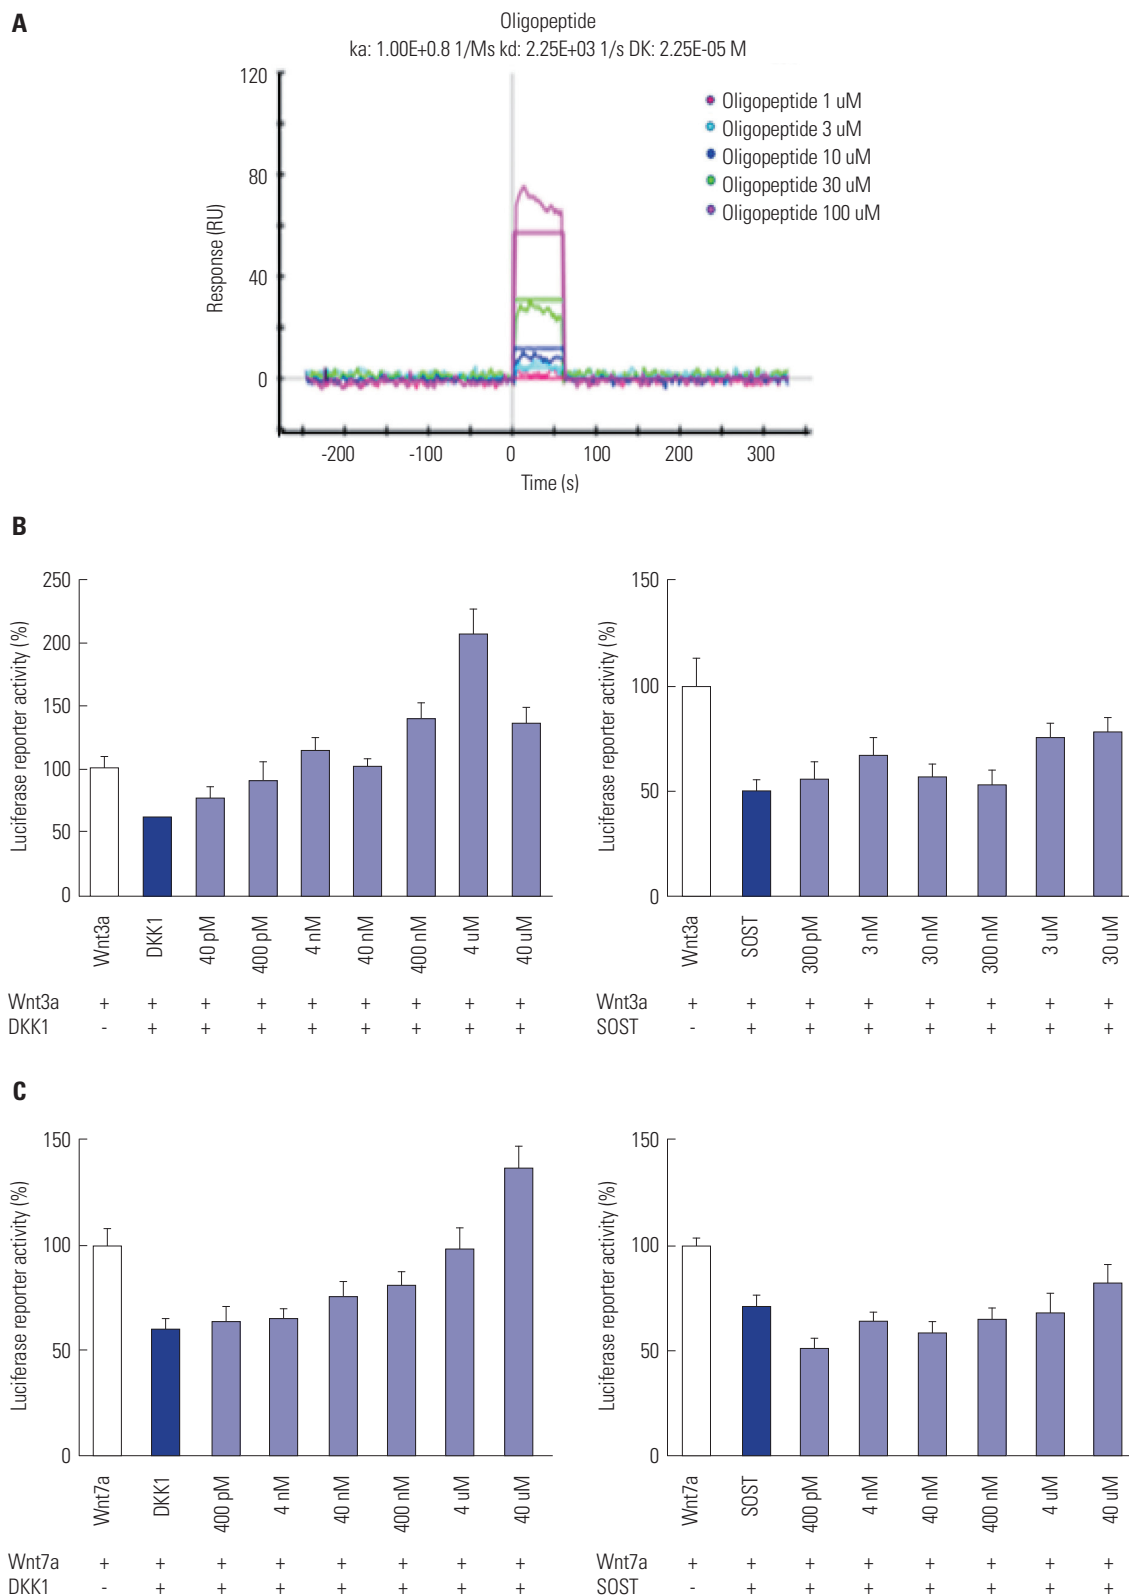 A
Oligopeptide
ka: 1.00E+0.8 1/Ms kd: 2.25E+03 1/s DK: 2.25E-05 M
120
80
40
0
Response (RU)
-200 -100 0 100 200 300
Time (s)
Oligopeptide 1 uM
Oligopeptide 3 uM
Oligopeptide 10 uM
Oligopeptide 30 uM
Oligopeptide 100 uM
B
250
200
150
100
50
0
Luciferase reporter activity (%)
Wnt3a DKK1 40 pM 400 pM 4 nM 40 nM 400 nM 4 uM 40 uM
Wnt3a + + + + + + + + +
DKK1 - + + + + + + + +
150
100
50
0
Luciferase reporter activity (%)
Wnt3a SOST 300 pM 3 nM 30 nM 300 nM 3 uM 30 uM
Wnt3a + + + + + + + +
SOST - + + + + + + +
C
150
100
50
0
Luciferase reporter activity (%)
Wnt7a DKK1 400 pM 4 nM 40 nM 400 nM 4 uM 40 uM
Wnt7a + + + + + + + +
DKK1 - + + + + + + +
150
100
50
0
Luciferase reporter activity (%)
Wnt7a SOST 400 pM 4 nM 40 nM 400 nM 4 uM 40 uM
Wnt7a + + + + + + + +
SOST - + + + + + + +